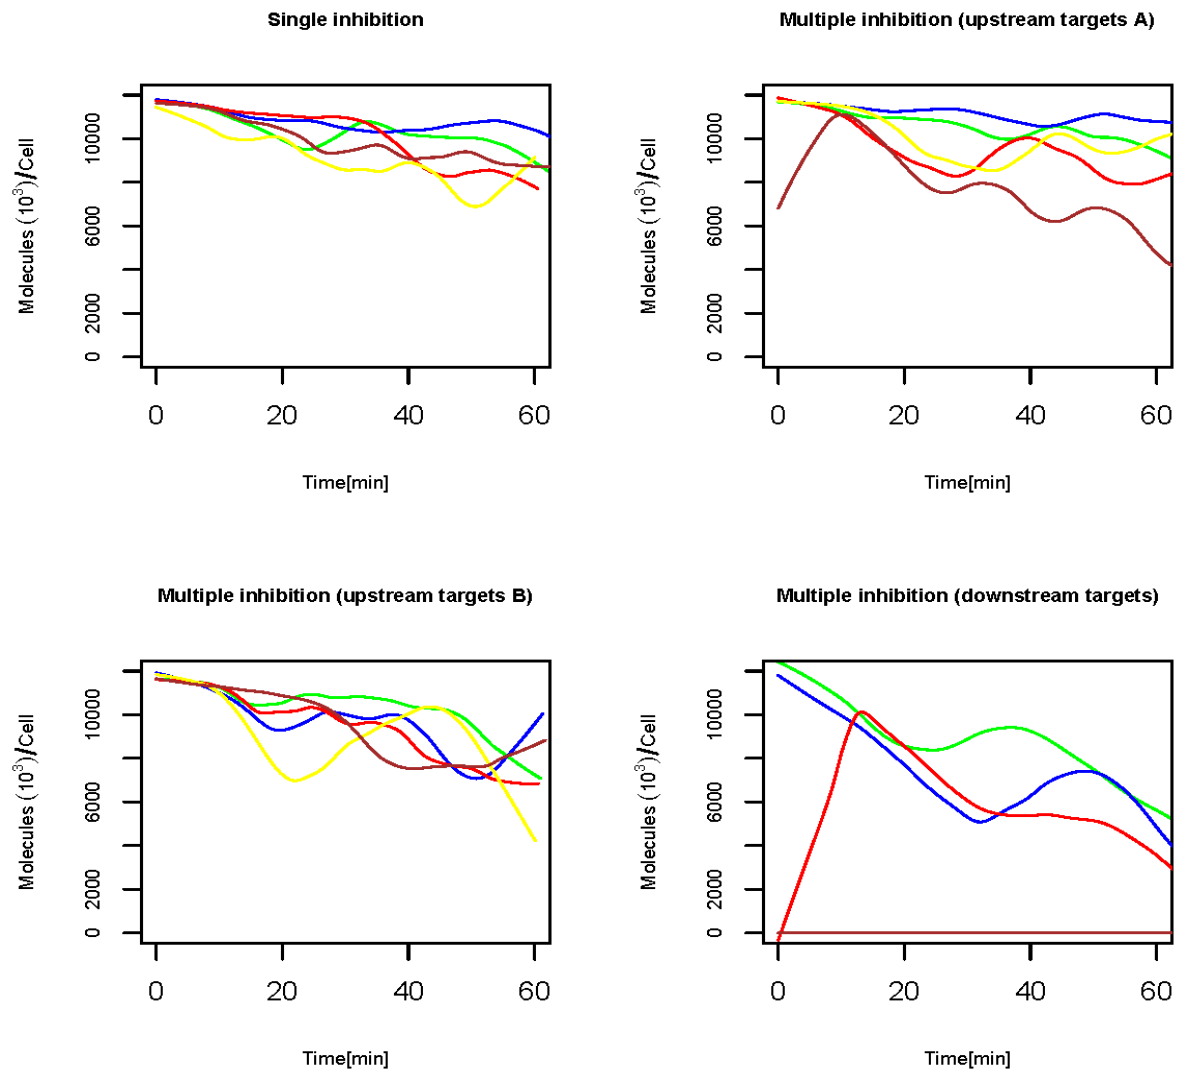 Single inhibition
Molecules (10³)/Cell
0 2000 6000 10000
0 20 40 60
Time[min]
Multiple inhibition (upstream targets A)
Molecules (10³)/Cell
0 2000 6000 10000
0 20 40 60
Time[min]
Multiple inhibition (upstream targets B)
Molecules (10³)/Cell
0 2000 6000 10000
0 20 40 60
Time[min]
Multiple inhibition (downstream targets)
Molecules (10³)/Cell
0 2000 6000 10000
0 20 40 60
Time[min]